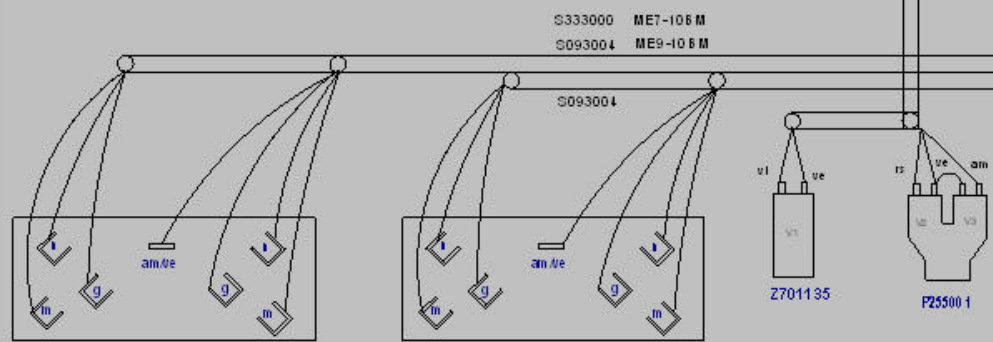 S333000 ME7-10BM
S093004 ME9-10BM
S093004
vi ve rs ve am
V1 V2 V3
am/ve am/ve
g g g g
m m m m
Z701135 P255001